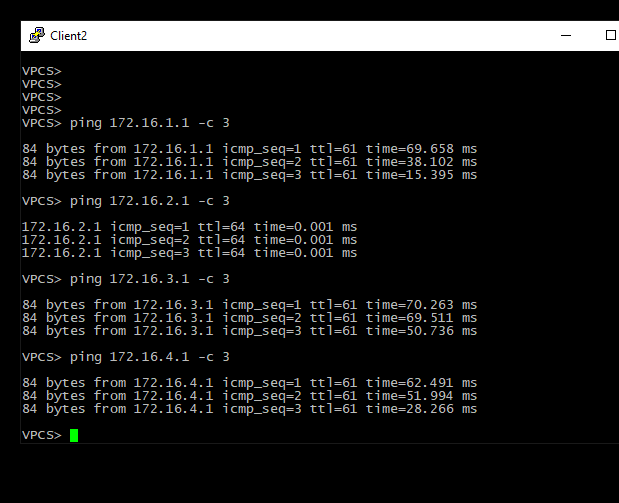 Client2
VPCS>
VPCS>
VPCS>
VPCS>
VPCS> ping 172.16.1.1 -c 3
84 bytes from 172.16.1.1 icmp_seq=1 ttl=61 time=69.658 ms
84 bytes from 172.16.1.1 icmp_seq=2 ttl=61 time=38.102 ms
84 bytes from 172.16.1.1 icmp_seq=3 ttl=61 time=15.395 ms
VPCS> ping 172.16.2.1 -c 3
172.16.2.1 icmp_seq=1 ttl=64 time=0.001 ms
172.16.2.1 icmp_seq=2 ttl=64 time=0.001 ms
172.16.2.1 icmp_seq=3 ttl=64 time=0.001 ms
VPCS> ping 172.16.3.1 -c 3
84 bytes from 172.16.3.1 icmp_seq=1 ttl=61 time=70.263 ms
84 bytes from 172.16.3.1 icmp_seq=2 ttl=61 time=69.511 ms
84 bytes from 172.16.3.1 icmp_seq=3 ttl=61 time=50.736 ms
VPCS> ping 172.16.4.1 -c 3
84 bytes from 172.16.4.1 icmp_seq=1 ttl=61 time=62.491 ms
84 bytes from 172.16.4.1 icmp_seq=2 ttl=61 time=51.994 ms
84 bytes from 172.16.4.1 icmp_seq=3 ttl=61 time=28.266 ms
VPCS>